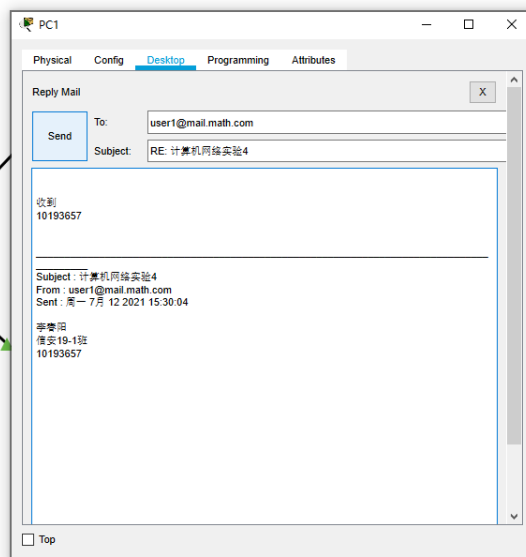 PC1
Physical Config Desktop Programming Attributes
Reply Mail
X
Send
To: user1@mail.math.com
Subject: RE: 计算机网络实验4
收到
10193657
Subject : 计算机网络实验4
From : user1@mail.math.com
Sent : 周一 7月 12 2021 15:30:04
李春阳
信安19-1班
10193657
Top